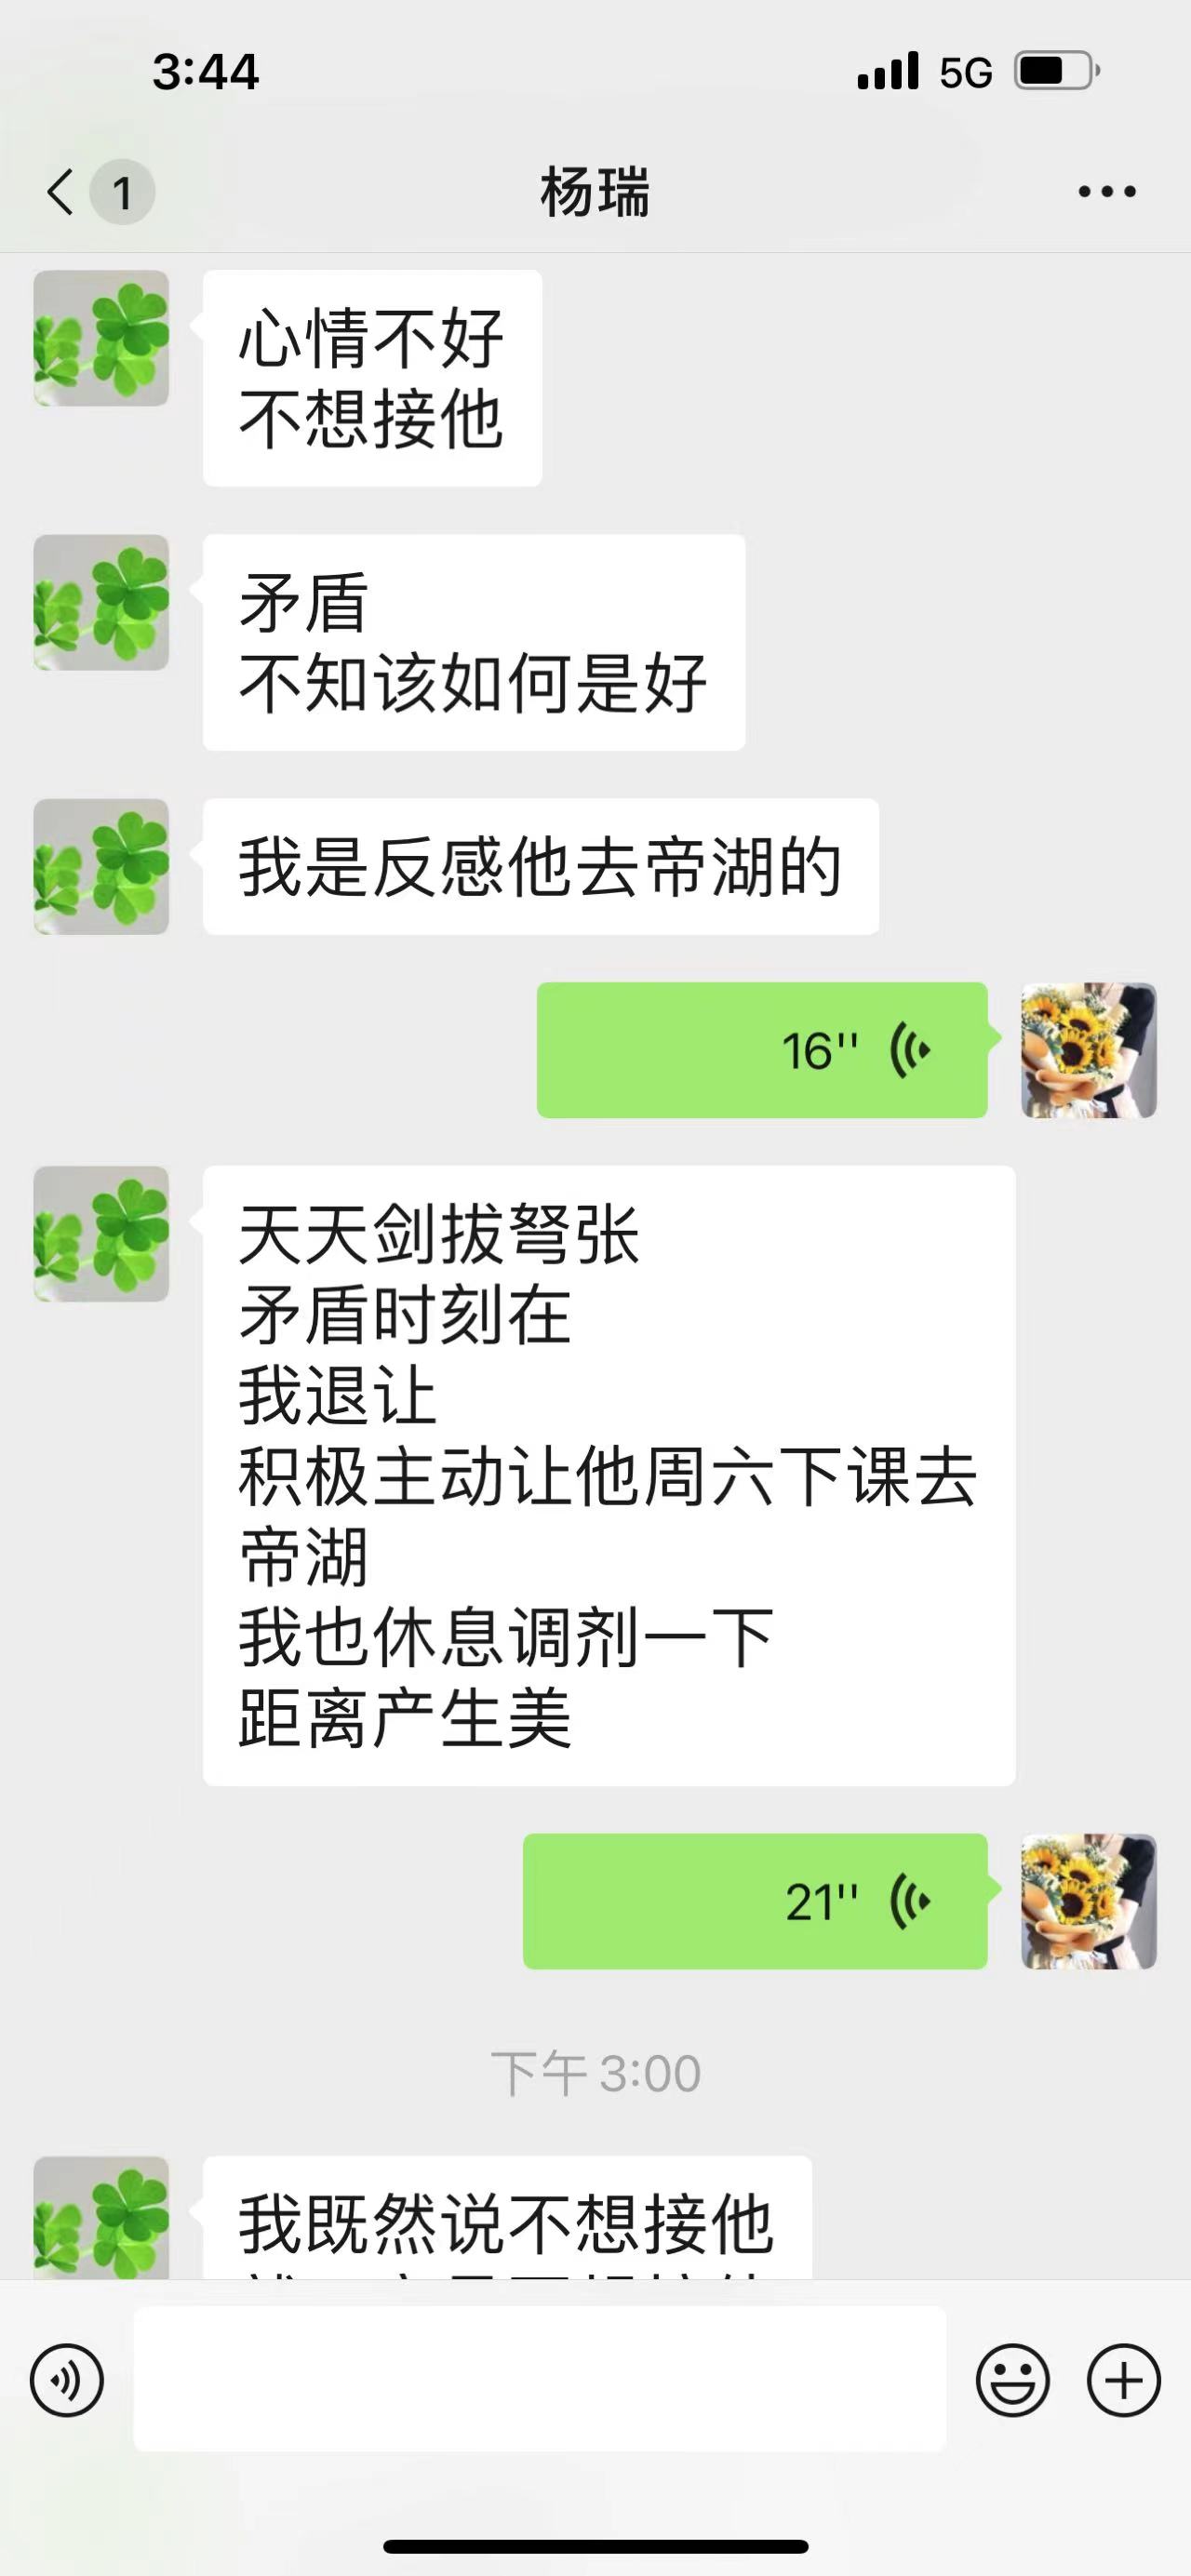 3:44
5G
1
杨瑞
心情不好
不想接他
矛盾
不知该如何是好
我是反感他去帝湖的
16''
天天剑拔弩张
矛盾时刻在
我退让
积极主动让他周六下课去
帝湖
我也休息调剂一下
距离产生美
21''
下午 3:00
我既然说不想接他